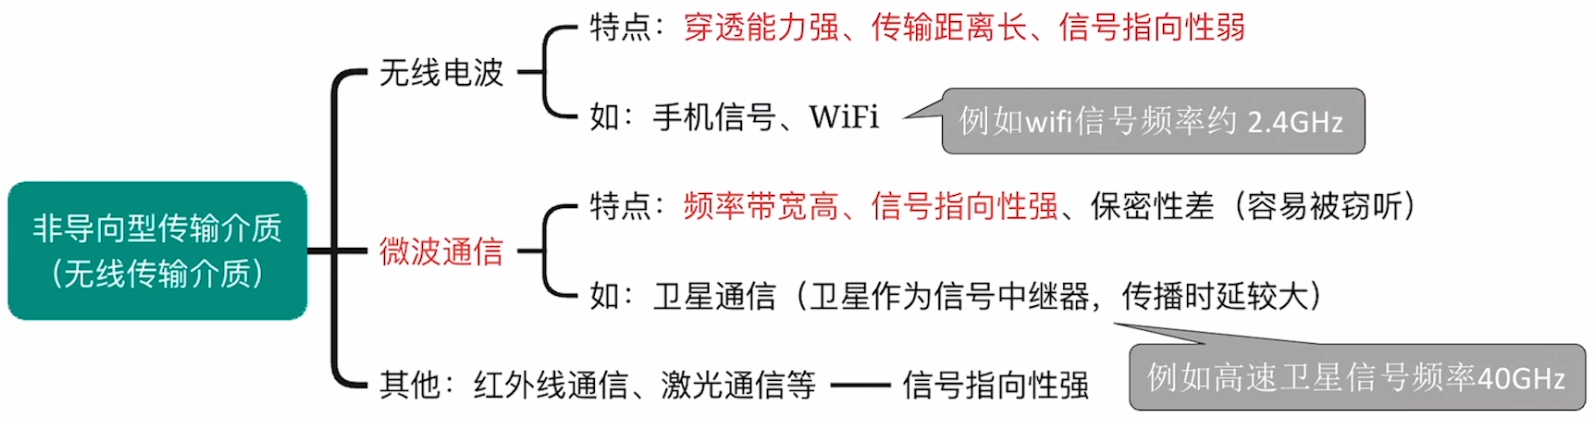 非导向型传输介质
（无线传输介质）
无线电波
特点：穿透能力强、传输距离长、信号指向性弱
如：手机信号、WiFi
例如wifi信号频率约 2.4GHz
微波通信
特点：频率带宽高、信号指向性强、保密性差（容易被窃听）
如：卫星通信（卫星作为信号中继器，传播时延较大）
例如高速卫星信号频率40GHz
其他：红外线通信、激光通信等
信号指向性强